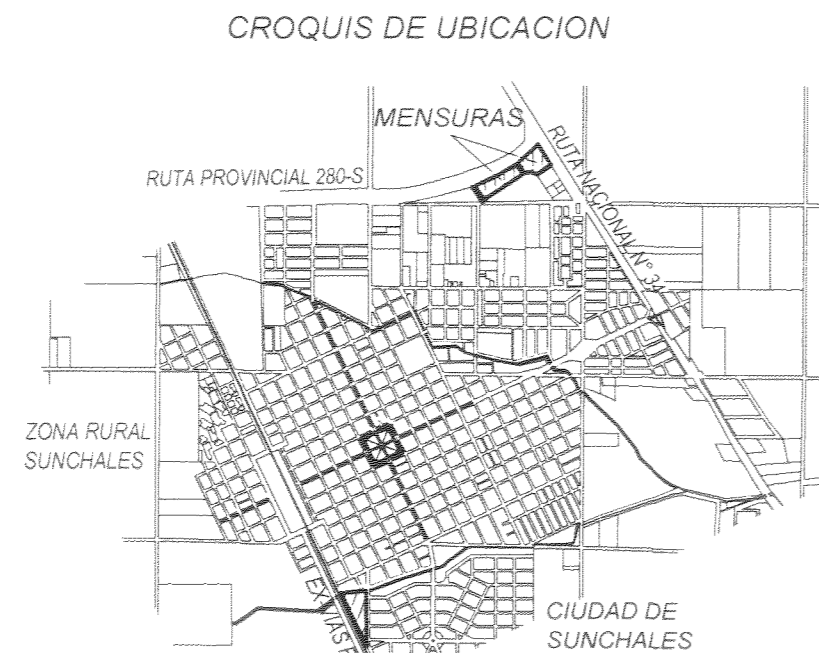 CROQUIS DE UBICACION
MENSURAS
RUTA NACIONAL N° 34
RUTA PROVINCIAL 280-S
ZONA RURAL
SUNCHALES
CIUDAD DE
SUNCHALES